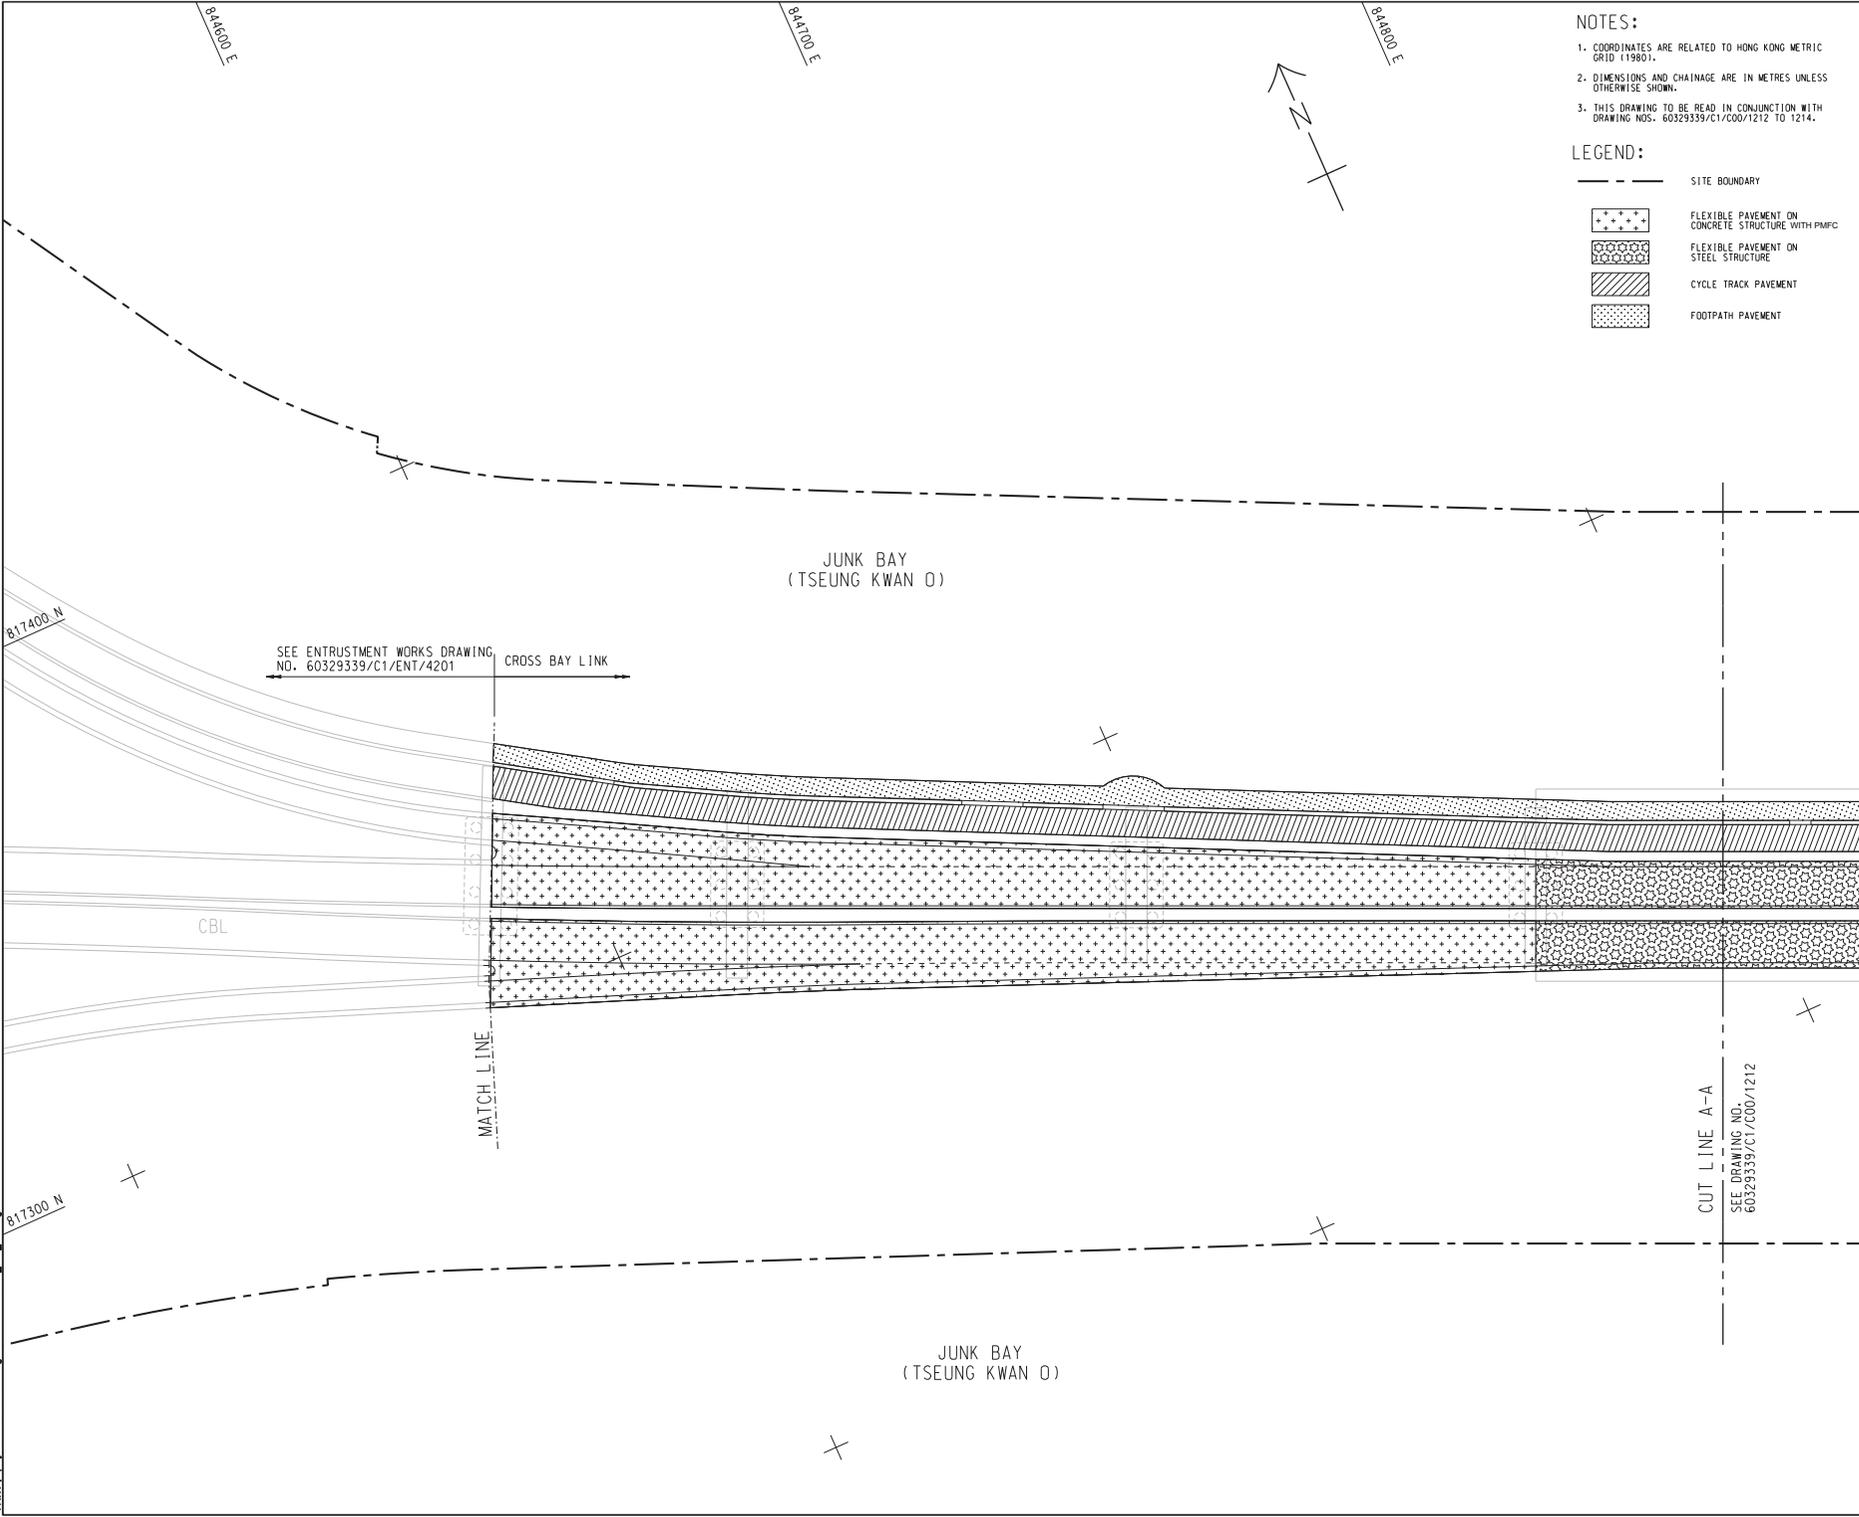 844600 E
844700 E
844800 E
N
NOTES:
1. COORDINATES ARE RELATED TO HONG KONG METRIC
GRID (1980).
2. DIMENSIONS AND CHAINAGE ARE IN METRES UNLESS
OTHERWISE SHOWN.
3. THIS DRAWING TO BE READ IN CONJUNCTION WITH
DRAWING NOS. 60329339/C1/C00/1212 TO 1214.
LEGEND:
SITE BOUNDARY
FLEXIBLE PAVEMENT ON
CONCRETE STRUCTURE WITH PMFC
FLEXIBLE PAVEMENT ON
STEEL STRUCTURE
CYCLE TRACK PAVEMENT
FOOTPATH PAVEMENT
JUNK BAY
(TSEUNG KWAN O)
817400 N
SEE ENTRUSTMENT WORKS DRAWING
NO. 60329339/C1/ENT/4201
CROSS BAY LINK
CBL
MATCH LINE
CUT LINE A-A
SEE DRAWING NO.
60329339/C1/C00/1212
817300 N
JUNK BAY
(TSEUNG KWAN O)